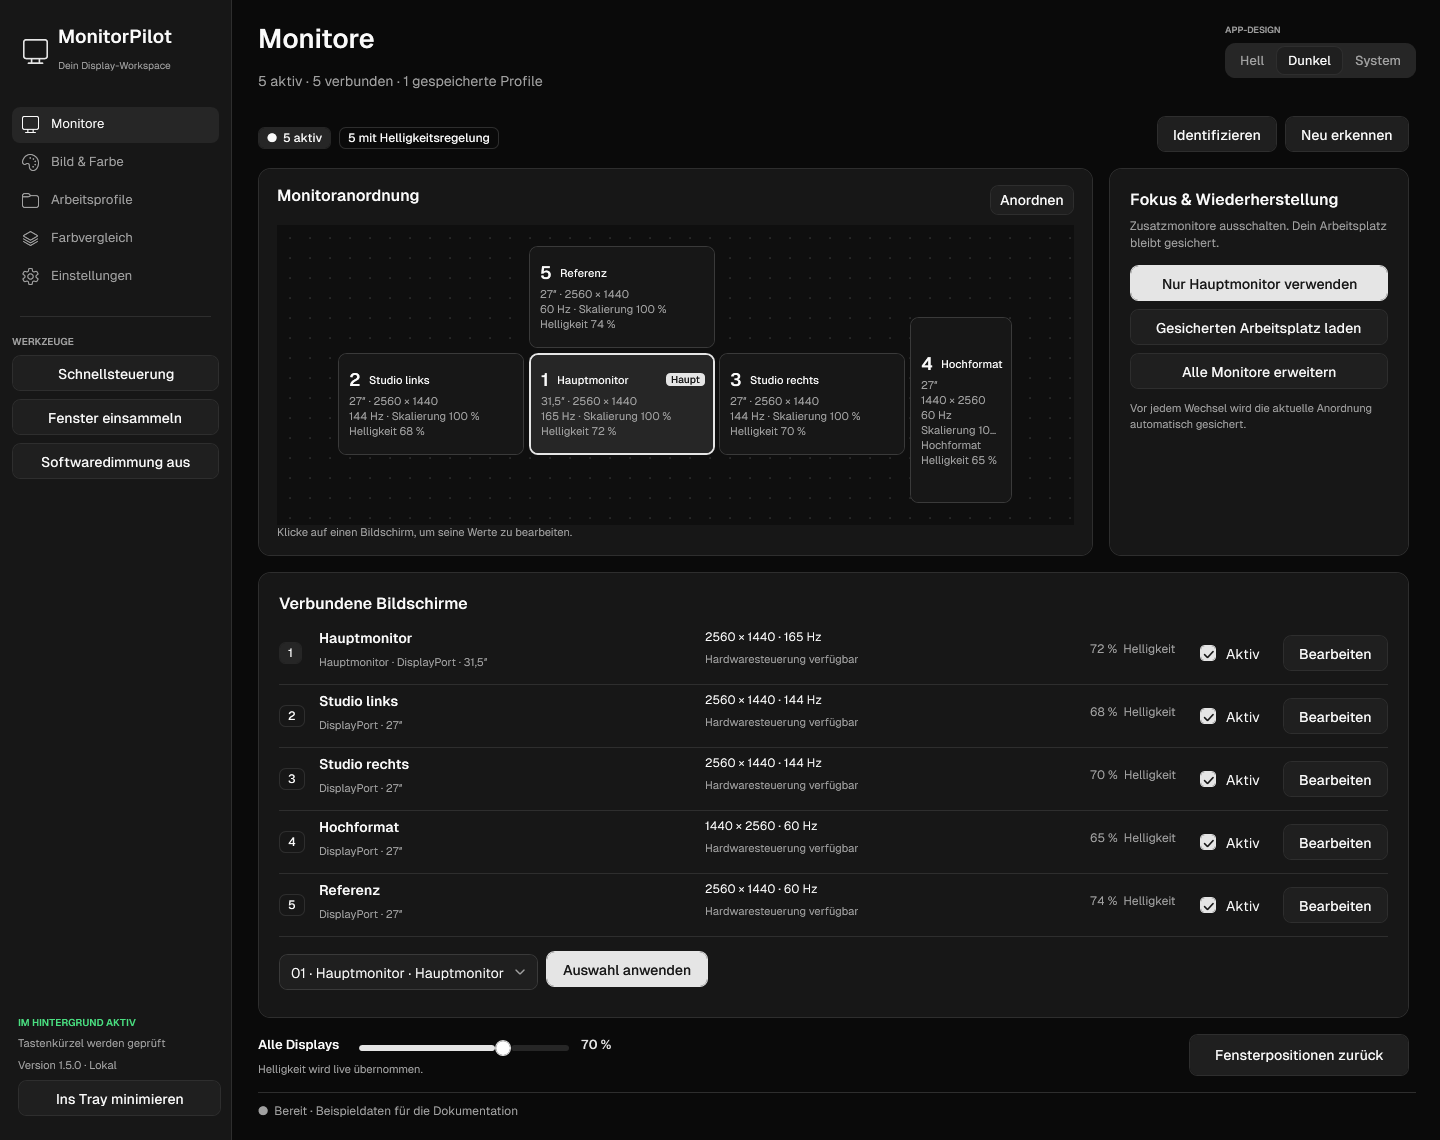 MonitorPilot
Dein Display-Workspace
Monitore
Bild & Farbe
Arbeitsprofile
Farbvergleich
Einstellungen
WERKZEUGE
Schnellsteuerung
Fenster einsammeln
Softwaredimmung aus
IM HINTERGRUND AKTIV
Tastenkürzel werden geprüft
Version 1.5.0 · Lokal
Ins Tray minimieren
Monitore
5 aktiv · 5 verbunden · 1 gespeicherte Profile
APP-DESIGN
Hell Dunkel System
5 aktiv 5 mit Helligkeitsregelung
Identifizieren Neu erkennen
Monitoranordnung
Anordnen
5 Referenz
27″ · 2560 × 1440
60 Hz · Skalierung 100 %
Helligkeit 74 %
2 Studio links
27″ · 2560 × 1440
144 Hz · Skalierung 100 %
Helligkeit 68 %
1 Hauptmonitor Haupt
31,5″ · 2560 × 1440
165 Hz · Skalierung 100 %
Helligkeit 72 %
3 Studio rechts
27″ · 2560 × 1440
144 Hz · Skalierung 100 %
Helligkeit 70 %
4 Hochformat
27″
1440 × 2560
60 Hz
Skalierung 10...
Hochformat
Helligkeit 65 %
Klicke auf einen Bildschirm, um seine Werte zu bearbeiten.
Fokus & Wiederherstellung
Zusatzmonitore ausschalten. Dein Arbeitsplatz
bleibt gesichert.
Nur Hauptmonitor verwenden
Gesicherten Arbeitsplatz laden
Alle Monitore erweitern
Vor jedem Wechsel wird die aktuelle Anordnung
automatisch gesichert.
Verbundene Bildschirme
1 Hauptmonitor
Hauptmonitor · DisplayPort · 31,5″
2560 × 1440 · 165 Hz
Hardwaresteuerung verfügbar
72 % Helligkeit Aktiv Bearbeiten
2 Studio links
DisplayPort · 27″
2560 × 1440 · 144 Hz
Hardwaresteuerung verfügbar
68 % Helligkeit Aktiv Bearbeiten
3 Studio rechts
DisplayPort · 27″
2560 × 1440 · 144 Hz
Hardwaresteuerung verfügbar
70 % Helligkeit Aktiv Bearbeiten
4 Hochformat
DisplayPort · 27″
1440 × 2560 · 60 Hz
Hardwaresteuerung verfügbar
65 % Helligkeit Aktiv Bearbeiten
5 Referenz
DisplayPort · 27″
2560 × 1440 · 60 Hz
Hardwaresteuerung verfügbar
74 % Helligkeit Aktiv Bearbeiten
01 · Hauptmonitor · Hauptmonitor Auswahl anwenden
Alle Displays 70 %
Helligkeit wird live übernommen.
Fensterpositionen zurück
Bereit · Beispieldaten für die Dokumentation